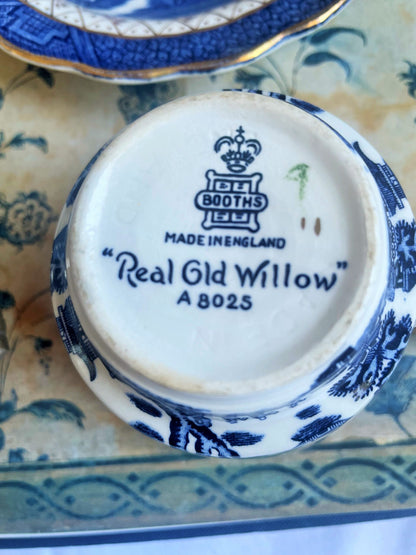 BOOTHS
MADE IN ENGLAND
"Real Old Willow"
A 8025